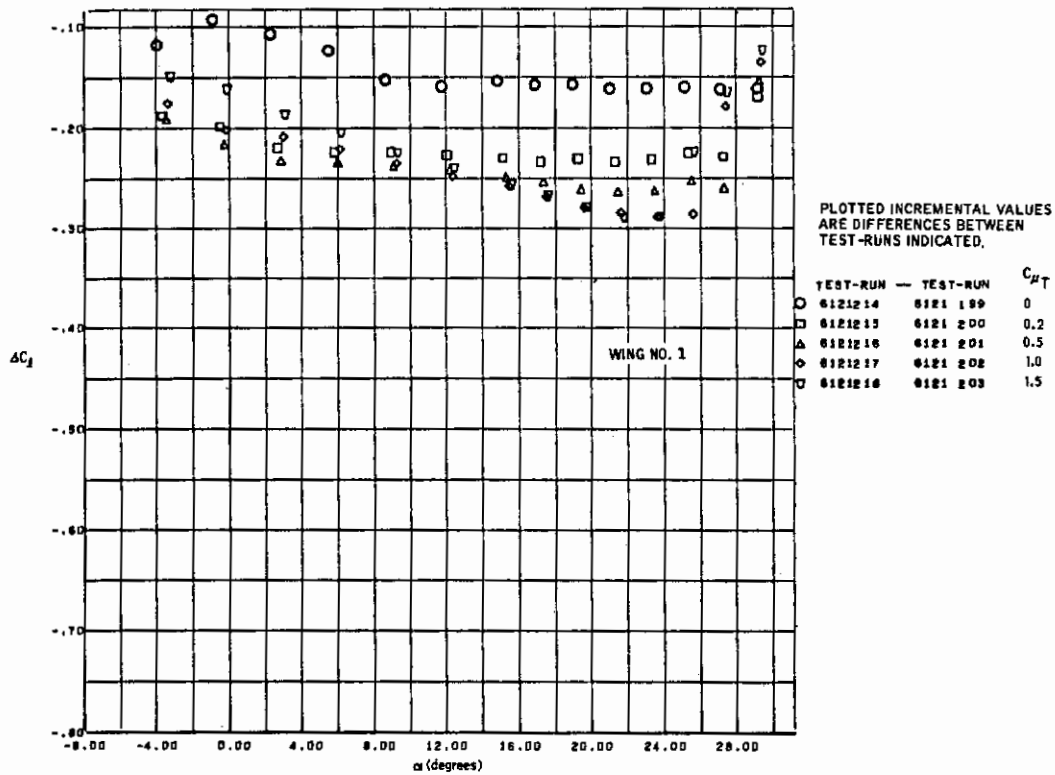 -.10
-.20
-.30
-.40
-.50
-.60
-.70
-.80
ΔCl
-8.00 -4.00 0.00 4.00 8.00 12.00 16.00 20.00 24.00 28.00
α (degrees)
WING NO. 1
PLOTTED INCREMENTAL VALUES
ARE DIFFERENCES BETWEEN
TEST-RUNS INDICATED.
TEST-RUN — TEST-RUN CμT
6121214 6121 199 0
6121215 6121 200 0.2
6121216 6121 201 0.5
6121217 6121 202 1.0
6121218 6121 203 1.5